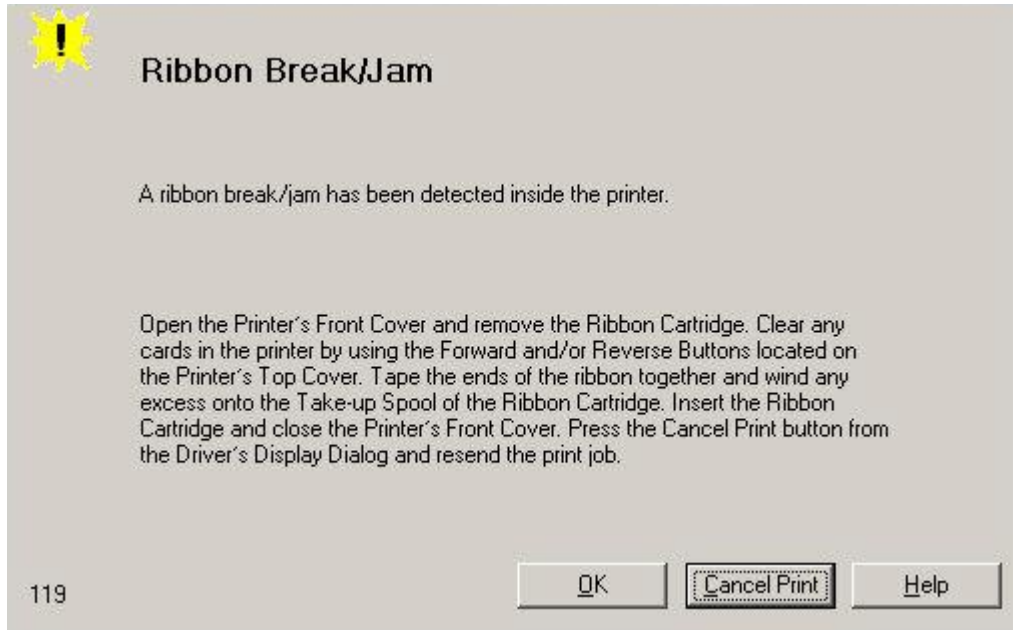 !
Ribbon Break/Jam
A ribbon break/jam has been detected inside the printer.
Open the Printer´s Front Cover and remove the Ribbon Cartridge. Clear any
cards in the printer by using the Forward and/or Reverse Buttons located on
the Printer´s Top Cover. Tape the ends of the ribbon together and wind any
excess onto the Take-up Spool of the Ribbon Cartridge. Insert the Ribbon
Cartridge and close the Printer´s Front Cover. Press the Cancel Print button from
the Driver´s Display Dialog and resend the print job.
119
OK
Cancel Print
Help